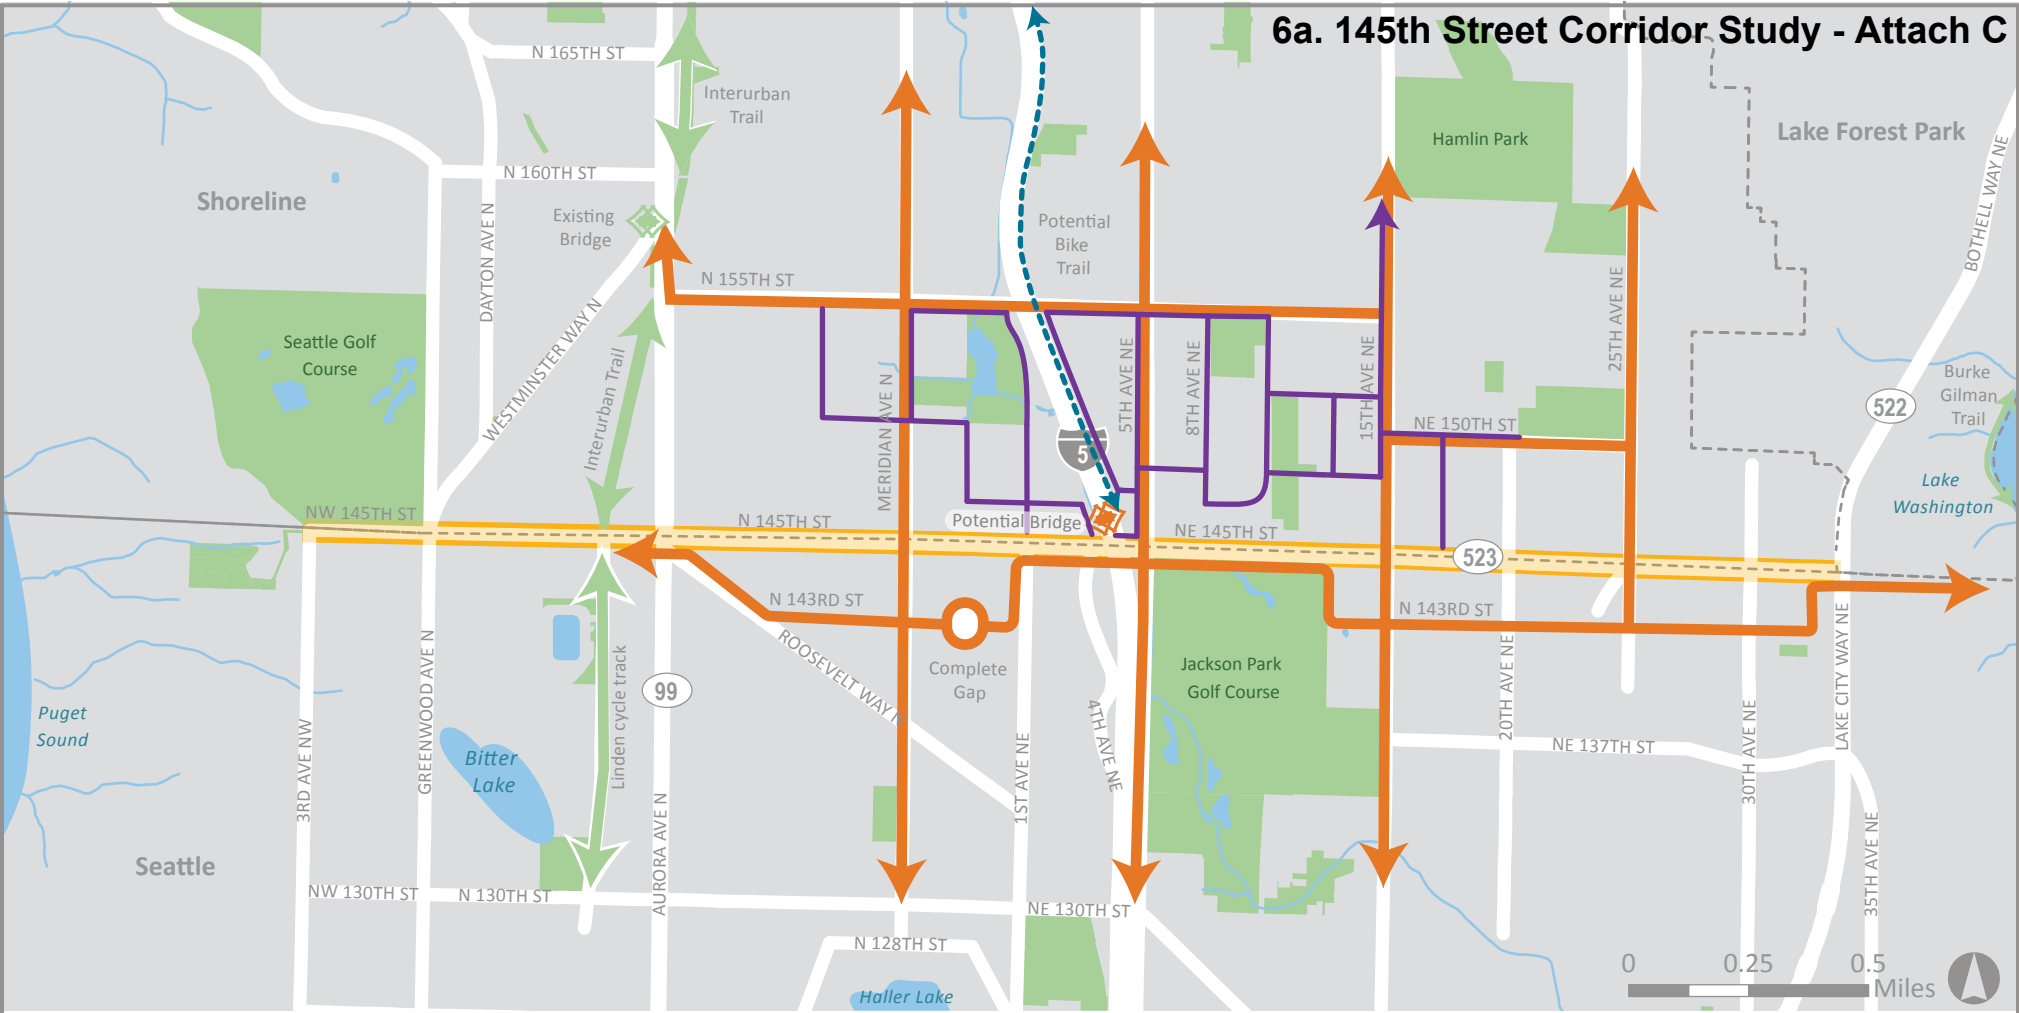 6a. 145th Street Corridor Study - Attach C
N 165TH ST
Interurban
Trail
Hamlin Park
Lake Forest Park
BOTHELL WAY NE
N 160TH ST
Shoreline
DAYTON AVE N
Existing
Bridge
Potential
Bike
Trail
N 155TH ST
25TH AVE NE
Seattle Golf
Course
WESTMINSTER WAY N
Interurban Trail
MERIDIAN AVE N
5TH AVE NE
8TH AVE NE
15TH AVE NE
Burke
Gilman
Trail
522
NE 150TH ST
5
Lake
Washington
NW 145TH ST
N 145TH ST
Potential Bridge
NE 145TH ST
523
N 143RD ST
N 143RD ST
ROOSEVELT WAY N
Complete
Gap
Jackson Park
Golf Course
GREENWOOD AVE N
Linden cycle track
99
20TH AVE NE
LAKE CITY WAY NE
Puget
Sound
3RD AVE NW
Bitter
Lake
4TH AVE NE
1ST AVE NE
NE 137TH ST
30TH AVE NE
AURORA AVE N
35TH AVE NE
Seattle
NW 130TH ST
N 130TH ST
NE 130TH ST
N 128TH ST
Haller Lake
0
0.25
0.5
Miles